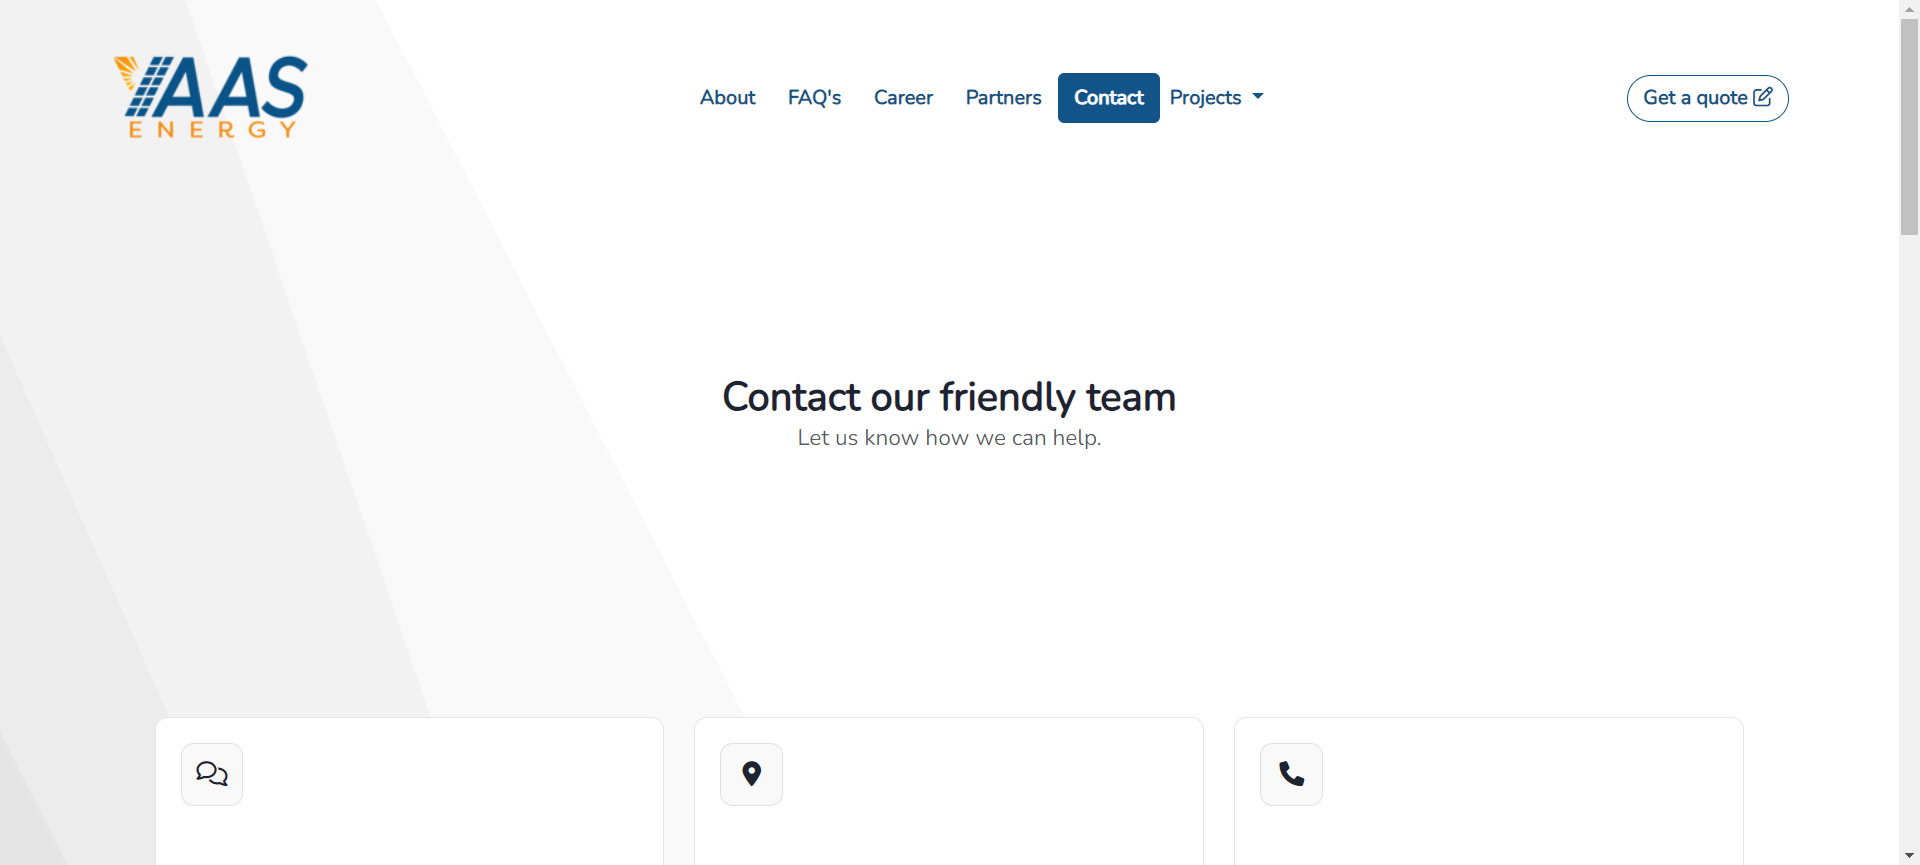 YAAS
ENERGY
About
FAQ's
Career
Partners
Contact
Projects
Get a quote
Contact our friendly team
Let us know how we can help.